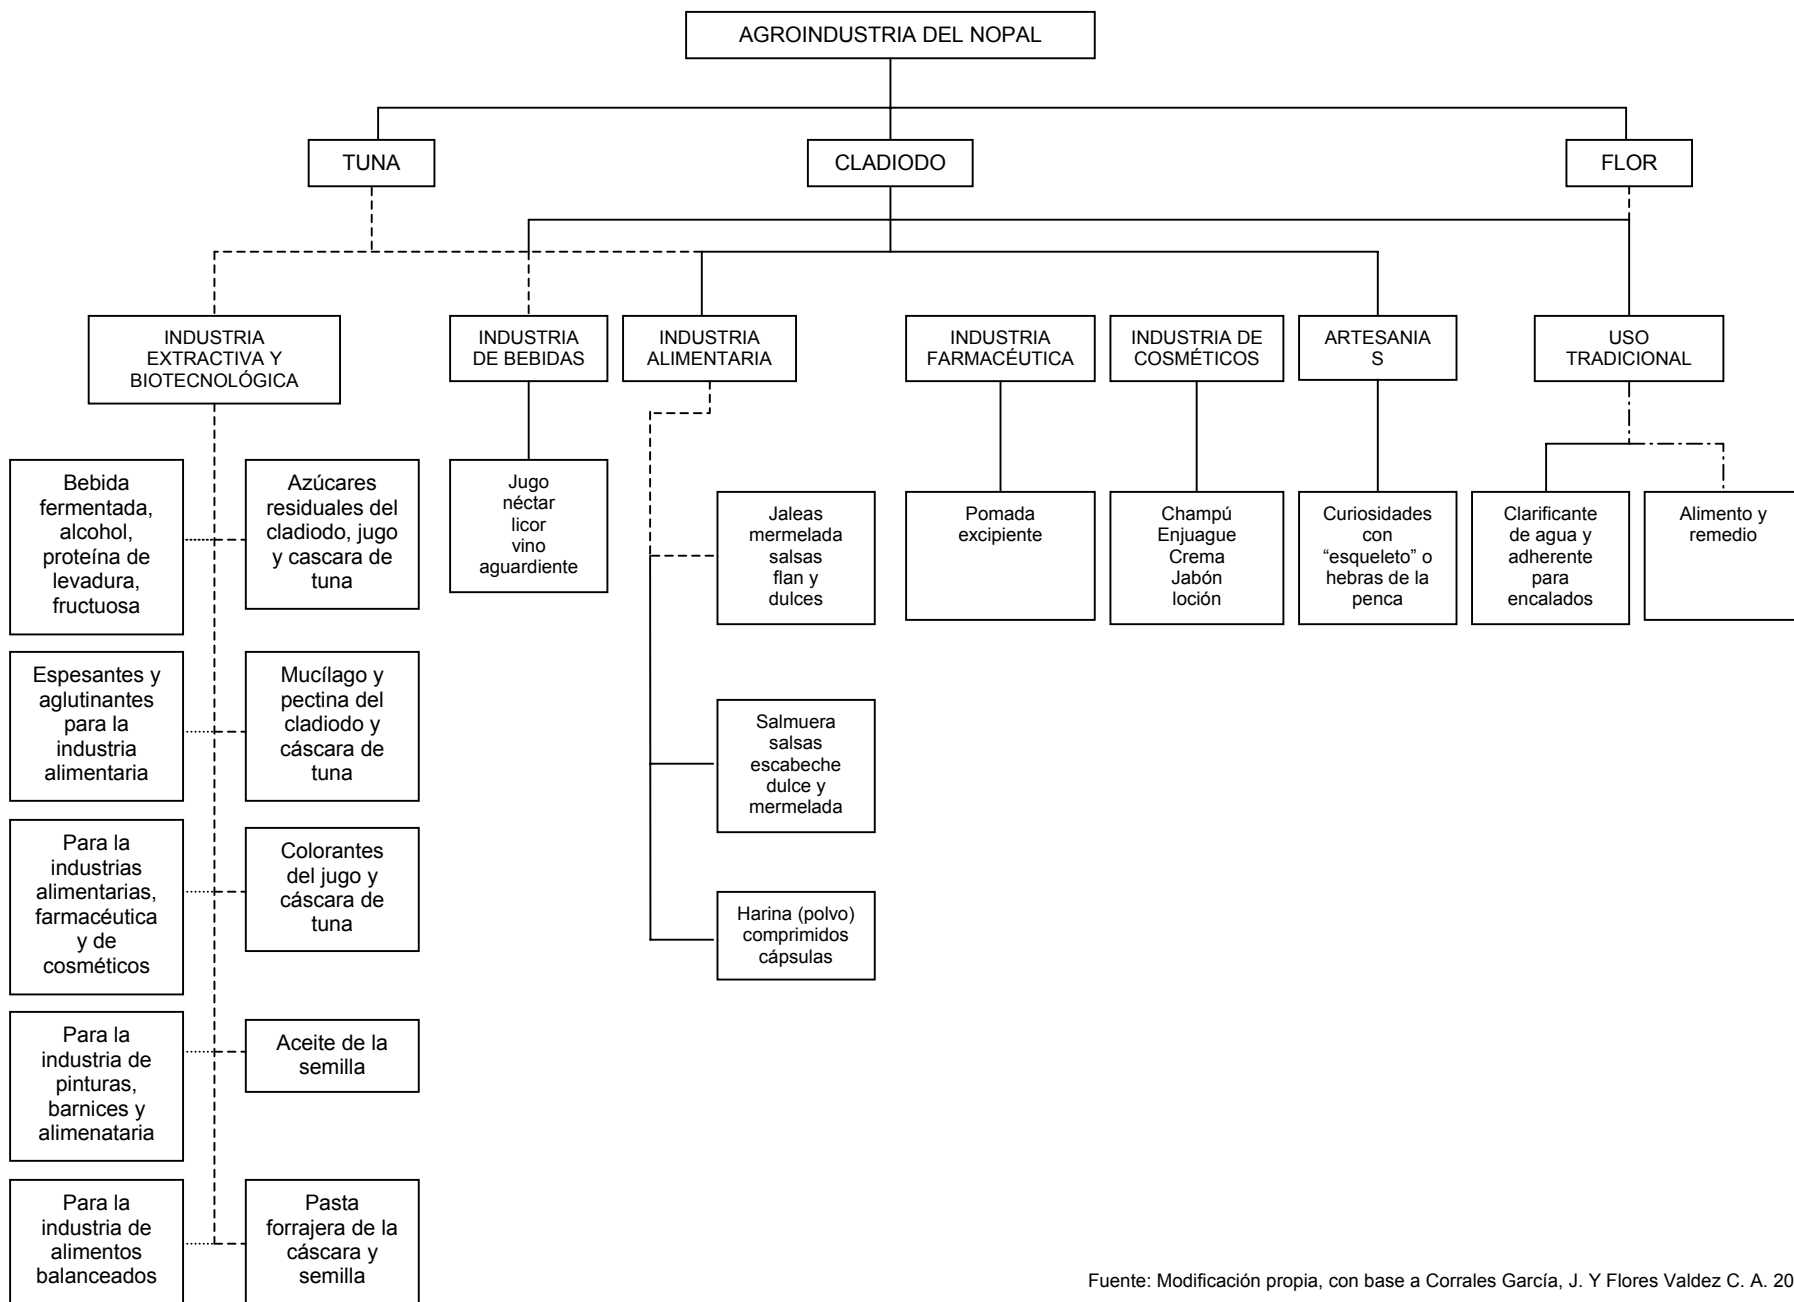 AGROINDUSTRIA DEL NOPAL
TUNA
CLADIODO
FLOR
INDUSTRIA
EXTRACTIVA Y
BIOTECNOLÓGICA
INDUSTRIA
DE BEBIDAS
INDUSTRIA
ALIMENTARIA
INDUSTRIA
FARMACÉUTICA
INDUSTRIA DE
COSMÉTICOS
ARTESANIA
S
USO
TRADICIONAL
Bebida
fermentada,
alcohol,
proteína de
levadura,
fructuosa
Azúcares
residuales del
cladiodo, jugo
y cascara de
tuna
Jugo
néctar
licor
vino
aguardiente
Jaleas
mermelada
salsas
flan y
dulces
Pomada
excipiente
Champú
Enjuague
Crema
Jabón
loción
Curiosidades
con
“esqueleto” o
hebras de la
penca
Clarificante
de agua y
adherente
para
encalados
Alimento y
remedio
Espesantes y
aglutinantes
para la
industria
alimentaria
Mucílago y
pectina del
cladiodo y
cáscara de
tuna
Salmuera
salsas
escabeche
dulce y
mermelada
Para la
industrias
alimentarias,
farmacéutica
y de
cosméticos
Colorantes
del jugo y
cáscara de
tuna
Harina (polvo)
comprimidos
cápsulas
Para la
industria de
pinturas,
barnices y
alimenataria
Aceite de la
semilla
Para la
industria de
alimentos
balanceados
Pasta
forrajera de la
cáscara y
semilla
Fuente: Modificación propia, con base a Corrales García, J. Y Flores Valdez C. A. 20